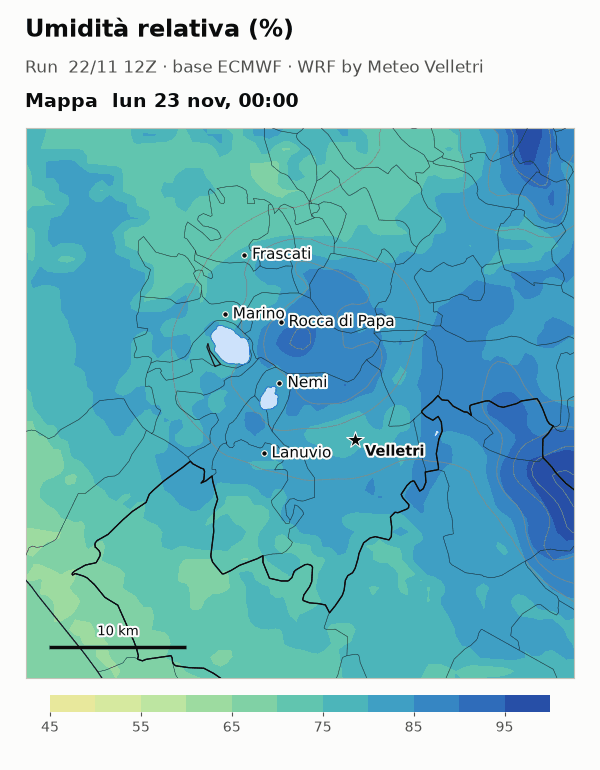 Umidità relativa (%)
Run  22/11 12Z · base ECMWF · WRF by Meteo Velletri
Mappa  lun 23 nov, 00:00
Frascati
Marino
Rocca di Papa
Nemi
Lanuvio
Velletri
10 km
45 55 65 75 85 95